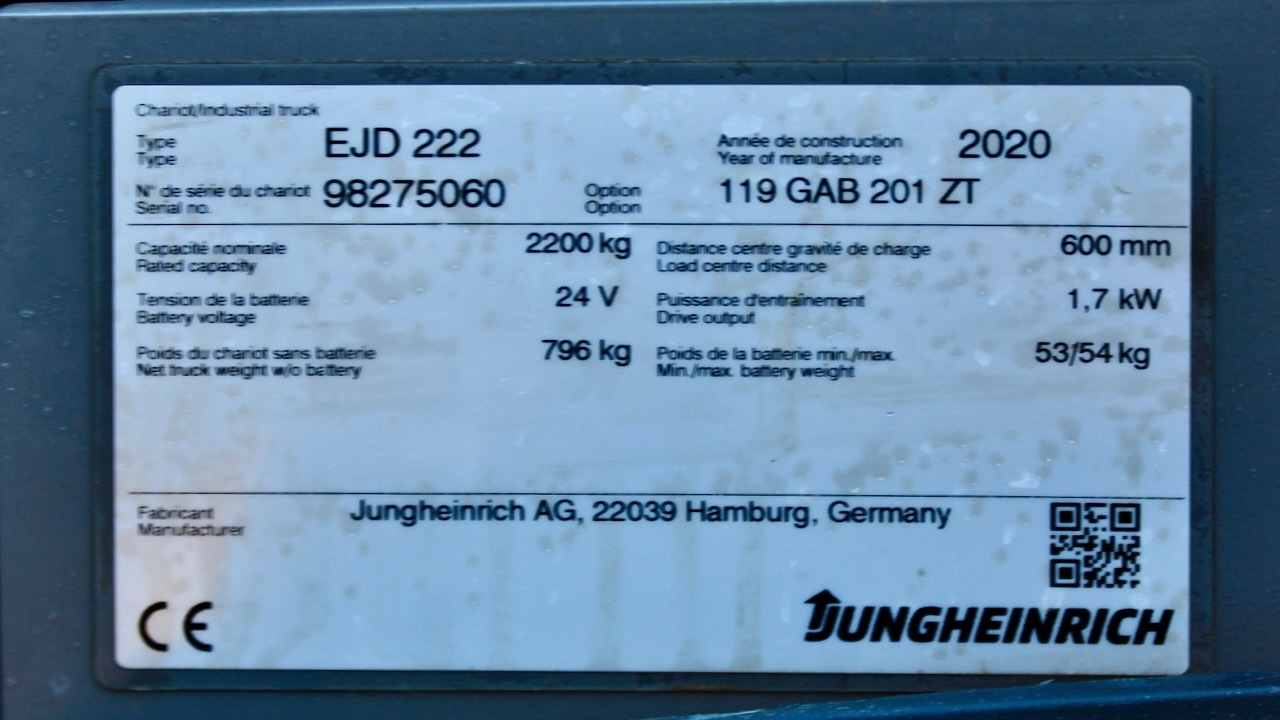 Chariot/Industrial truck
Type EJD 222 Année de construction 2020
Type Year of manufacture
N° de série du chariot 98275060 Option 119 GAB 201 ZT
Serial no. Option
Capacité nominale 2200 kg Distance centre gravité de charge 600 mm
Rated capacity Load centre distance
Tension de la batterie 24 V Puissance d'entraînement 1,7 kW
Battery voltage Drive output
Poids du chariot sans batterie 796 kg Poids de la batterie min./max. 53/54 kg
Net truck weight w/o battery Min./max. battery weight
Fabricant Jungheinrich AG, 22039 Hamburg, Germany
Manufacturer
CE JUNGHEINRICH